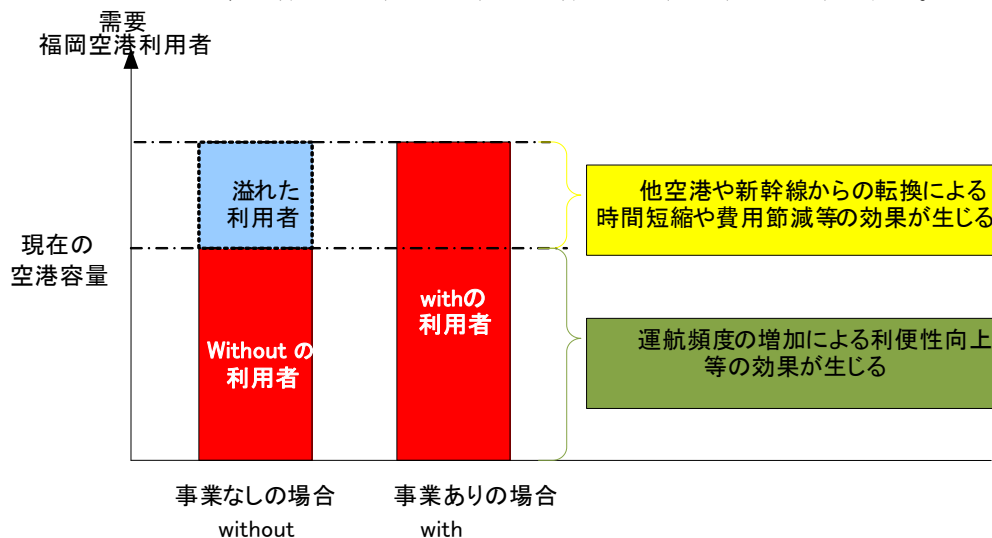 需要
福岡空港利用者
溢れた
利用者
他空港や新幹線からの転換による
時間短縮や費用節減等の効果が生じる
現在の
空港容量
withの
利用者
Without の
利用者
運航頻度の増加による利便性向上
等の効果が生じる
事業なしの場合
without
事業ありの場合
with